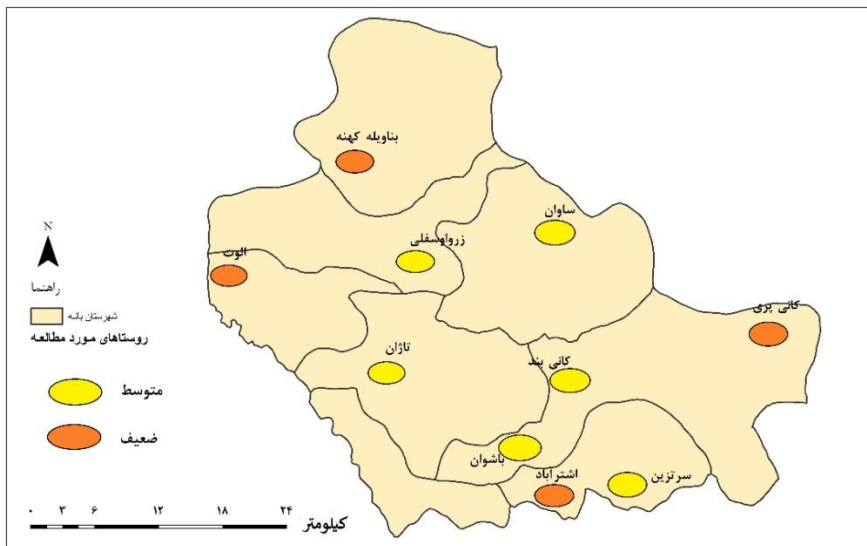 بناویله کهنه
ساوان
زرواوسفلی
الوت
کانی پری
تاژان
کانی بند
باشوان
اشتراباد
سرتزین
N
راهنما
شهرستان بانه
روستاهای مورد مطالعه
متوسط
ضعیف
۰ ۳ ۶ ۱۲ ۱۸ ۲۴
کیلومتر